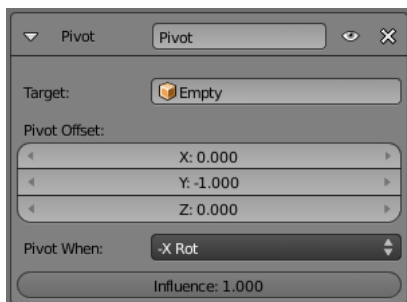 Pivot Pivot
Target: Empty
Pivot Offset:
X: 0.000
Y: -1.000
Z: 0.000
Pivot When: -X Rot
Influence: 1.000